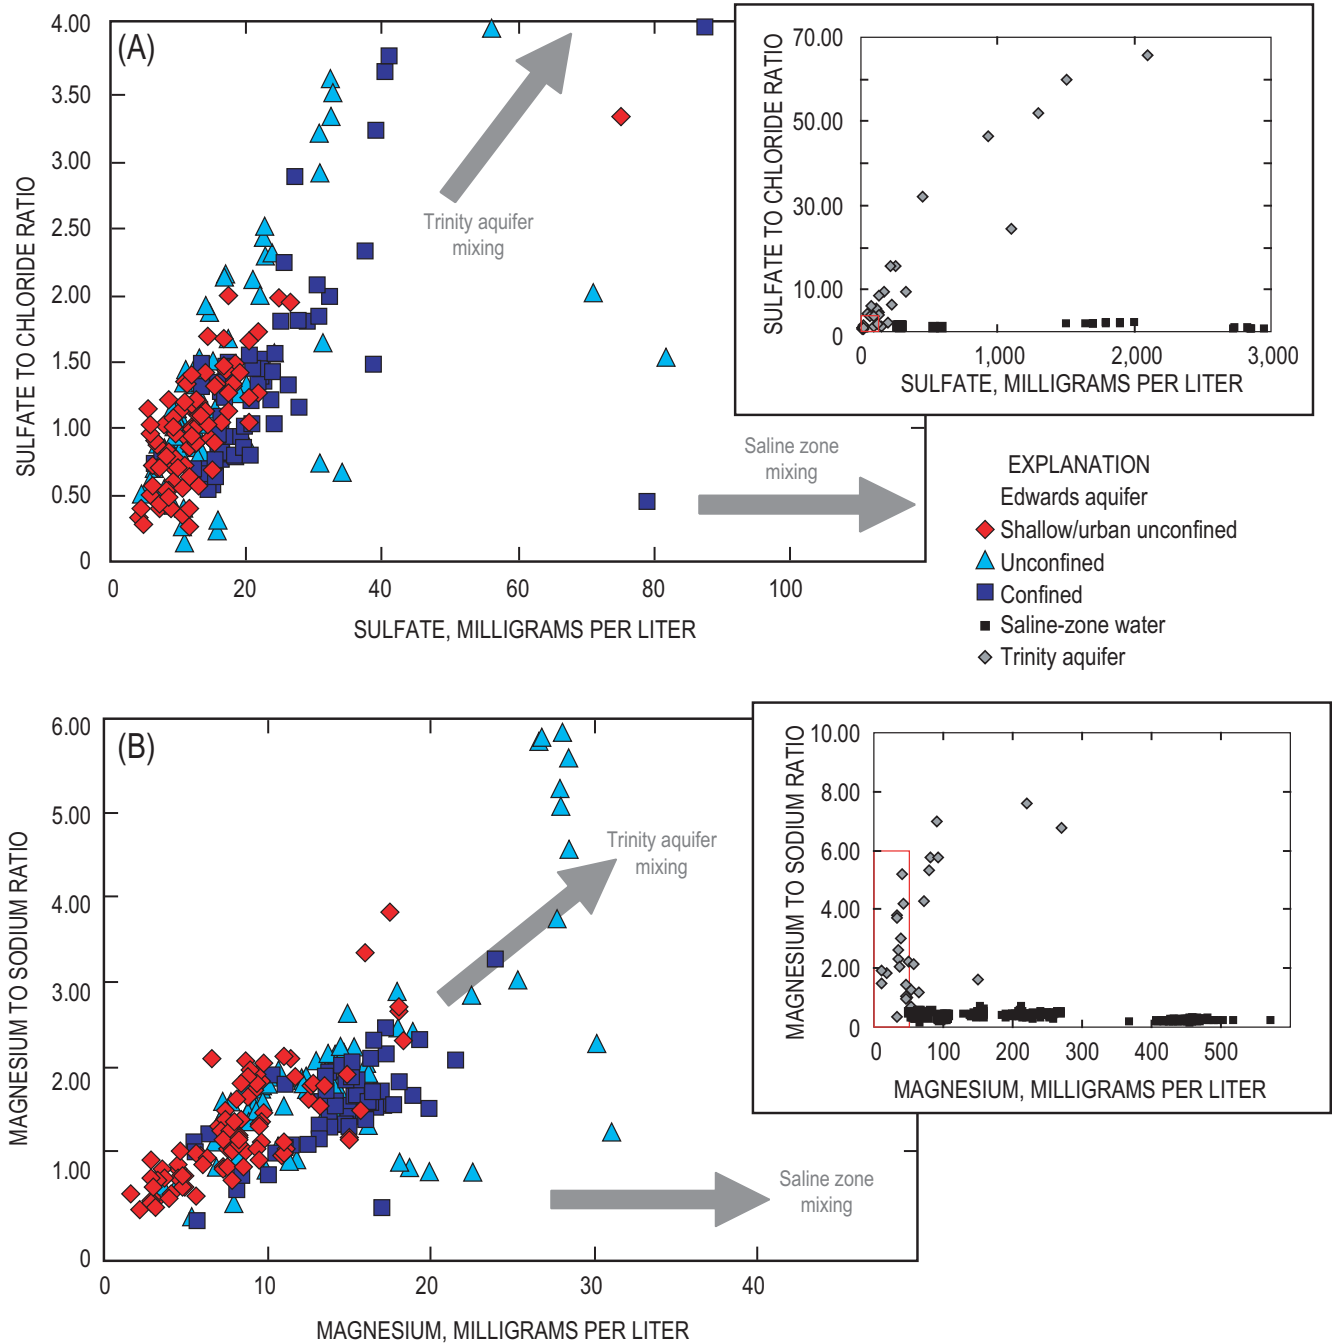 (A)
SULFATE TO CHLORIDE RATIO
4.00
3.50
3.00
2.50
2.00
1.50
1.00
0.50
0
0 20 40 60 80 100
SULFATE, MILLIGRAMS PER LITER
Trinity aquifer
mixing
Saline zone
mixing
SULFATE TO CHLORIDE RATIO
70.00
50.00
30.00
10.00
0
0 1,000 2,000 3,000
SULFATE, MILLIGRAMS PER LITER
EXPLANATION
Edwards aquifer
Shallow/urban unconfined
Unconfined
Confined
Saline-zone water
Trinity aquifer
(B)
MAGNESIUM TO SODIUM RATIO
6.00
5.00
4.00
3.00
2.00
1.00
0
0 10 20 30 40
MAGNESIUM, MILLIGRAMS PER LITER
Trinity aquifer
mixing
Saline zone
mixing
MAGNESIUM TO SODIUM RATIO
10.00
8.00
6.00
4.00
2.00
0
0 100 200 300 400 500
MAGNESIUM, MILLIGRAMS PER LITER